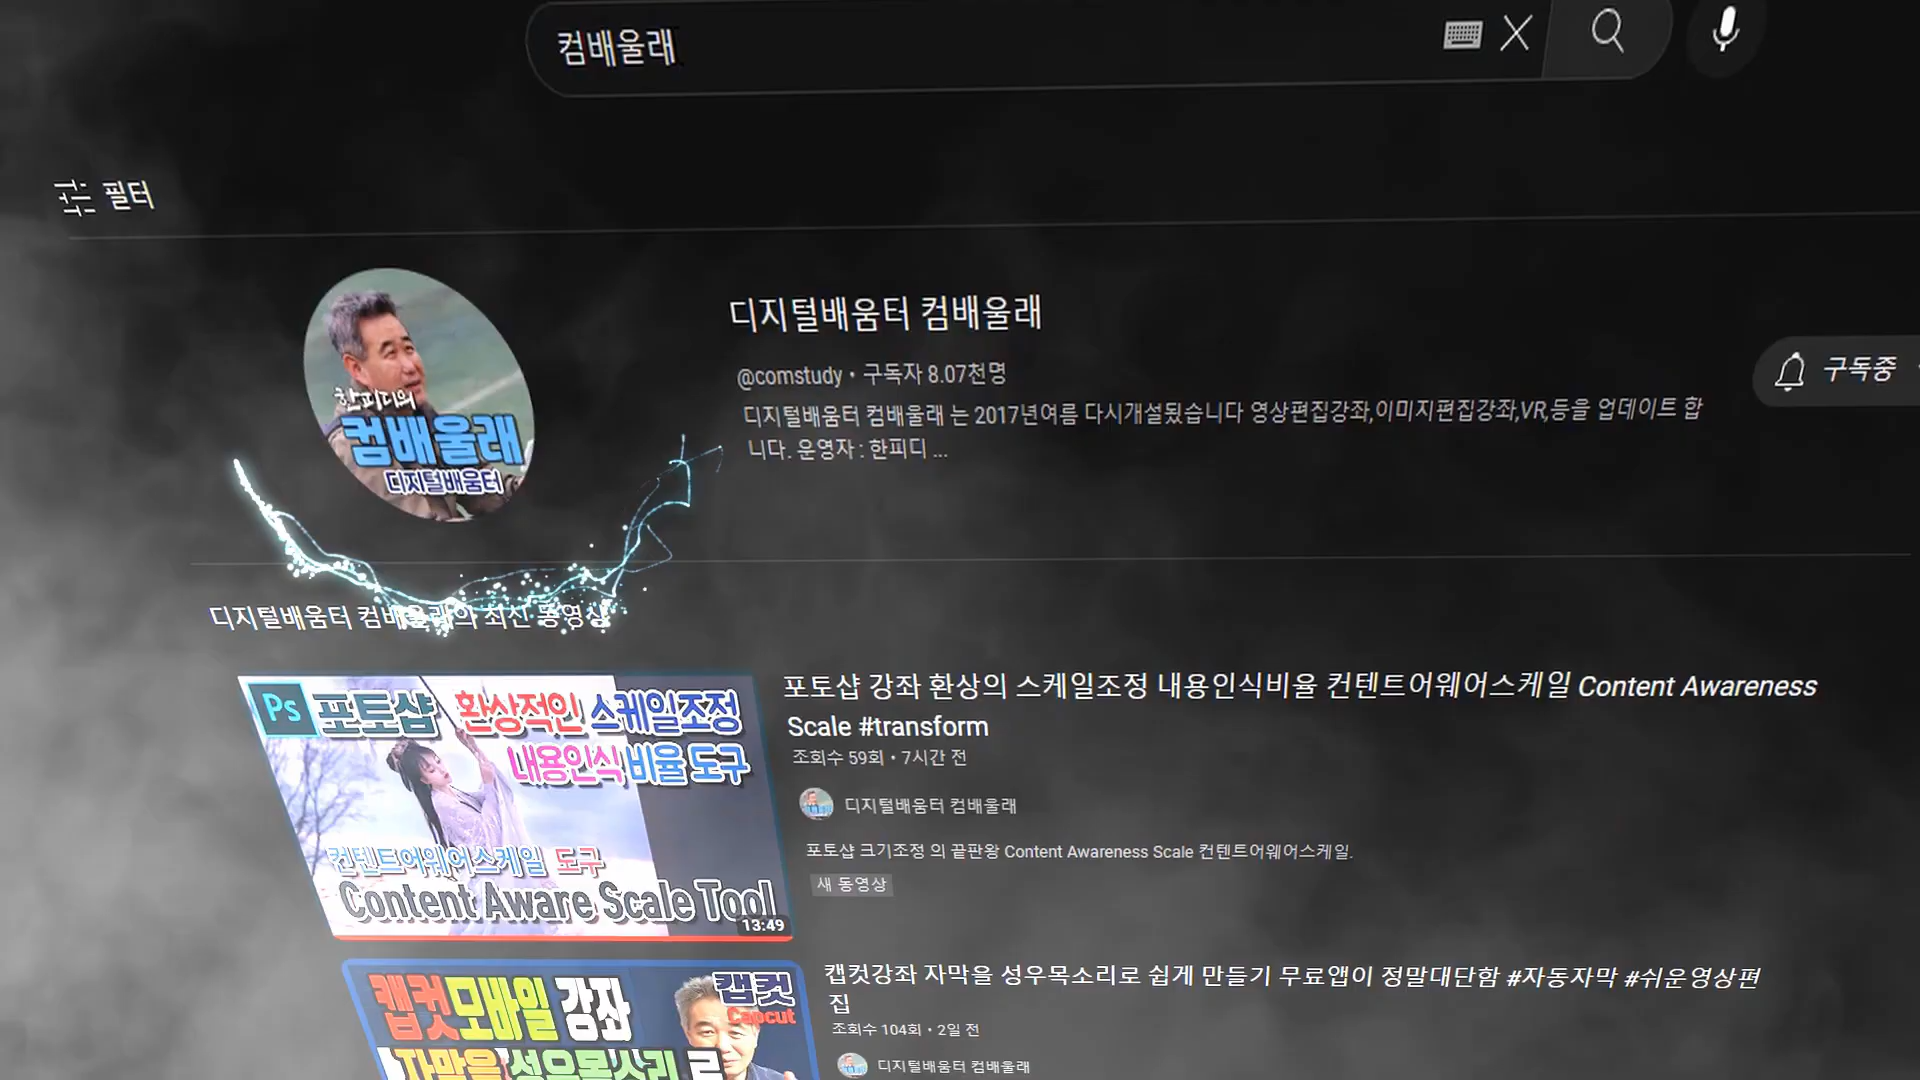 컴배울래
필터
한피디의
컴배울래
디지털배움터
디지털배움터 컴배울래
@comstudy • 구독자 8.07천명
디지털배움터 컴배울래 는 2017년여름 다시개설됬습니다 영상편집강좌,이미지편집강좌,VR,등을 업데이트 합
니다. 운영자 : 한피디 ...
구독중
디지털배움터 컴배울래의 최신 동영상
Ps 포토샵 환상적인 스케일조정
내용인식 비율 도구
컨텐트어웨어스케일 도구
Content Aware Scale Tool
13:49
포토샵 강좌 환상의 스케일조정 내용인식비율 컨텐트어웨어스케일 Content Awareness
Scale #transform
조회수 59회 • 7시간 전
디지털배움터 컴배울래
포토샵 크기조정 의 끝판왕 Content Awareness Scale 컨텐트어웨어스케일.
새 동영상
캡컷모바일 강좌
캡컷
Capcut
자막을 성우목소리 로
캡컷강좌 자막을 성우목소리로 쉽게 만들기 무료앱이 정말대단함 #자동자막 #쉬운영상편
집
조회수 104회 • 2일 전
디지털배움터 컴배울래